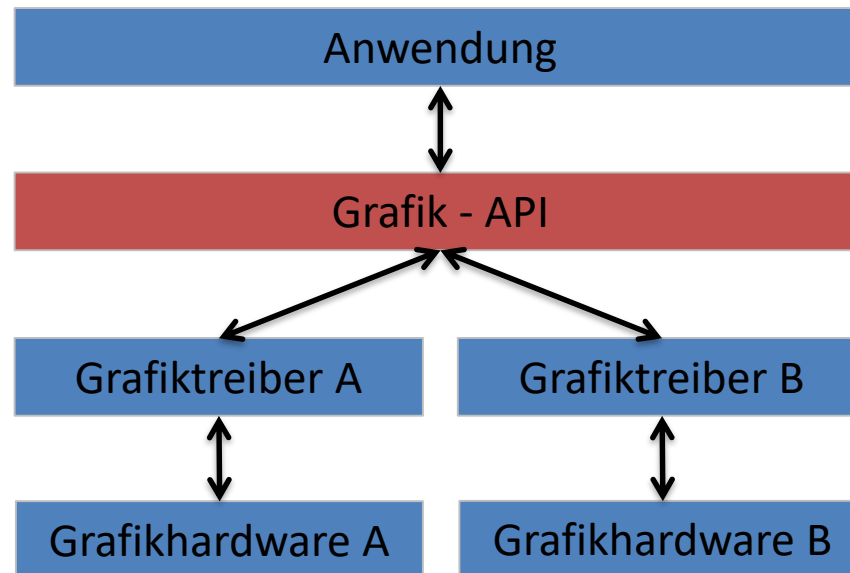 Anwendung
Grafik - API
Grafiktreiber A
Grafiktreiber B
Grafikhardware A
Grafikhardware B